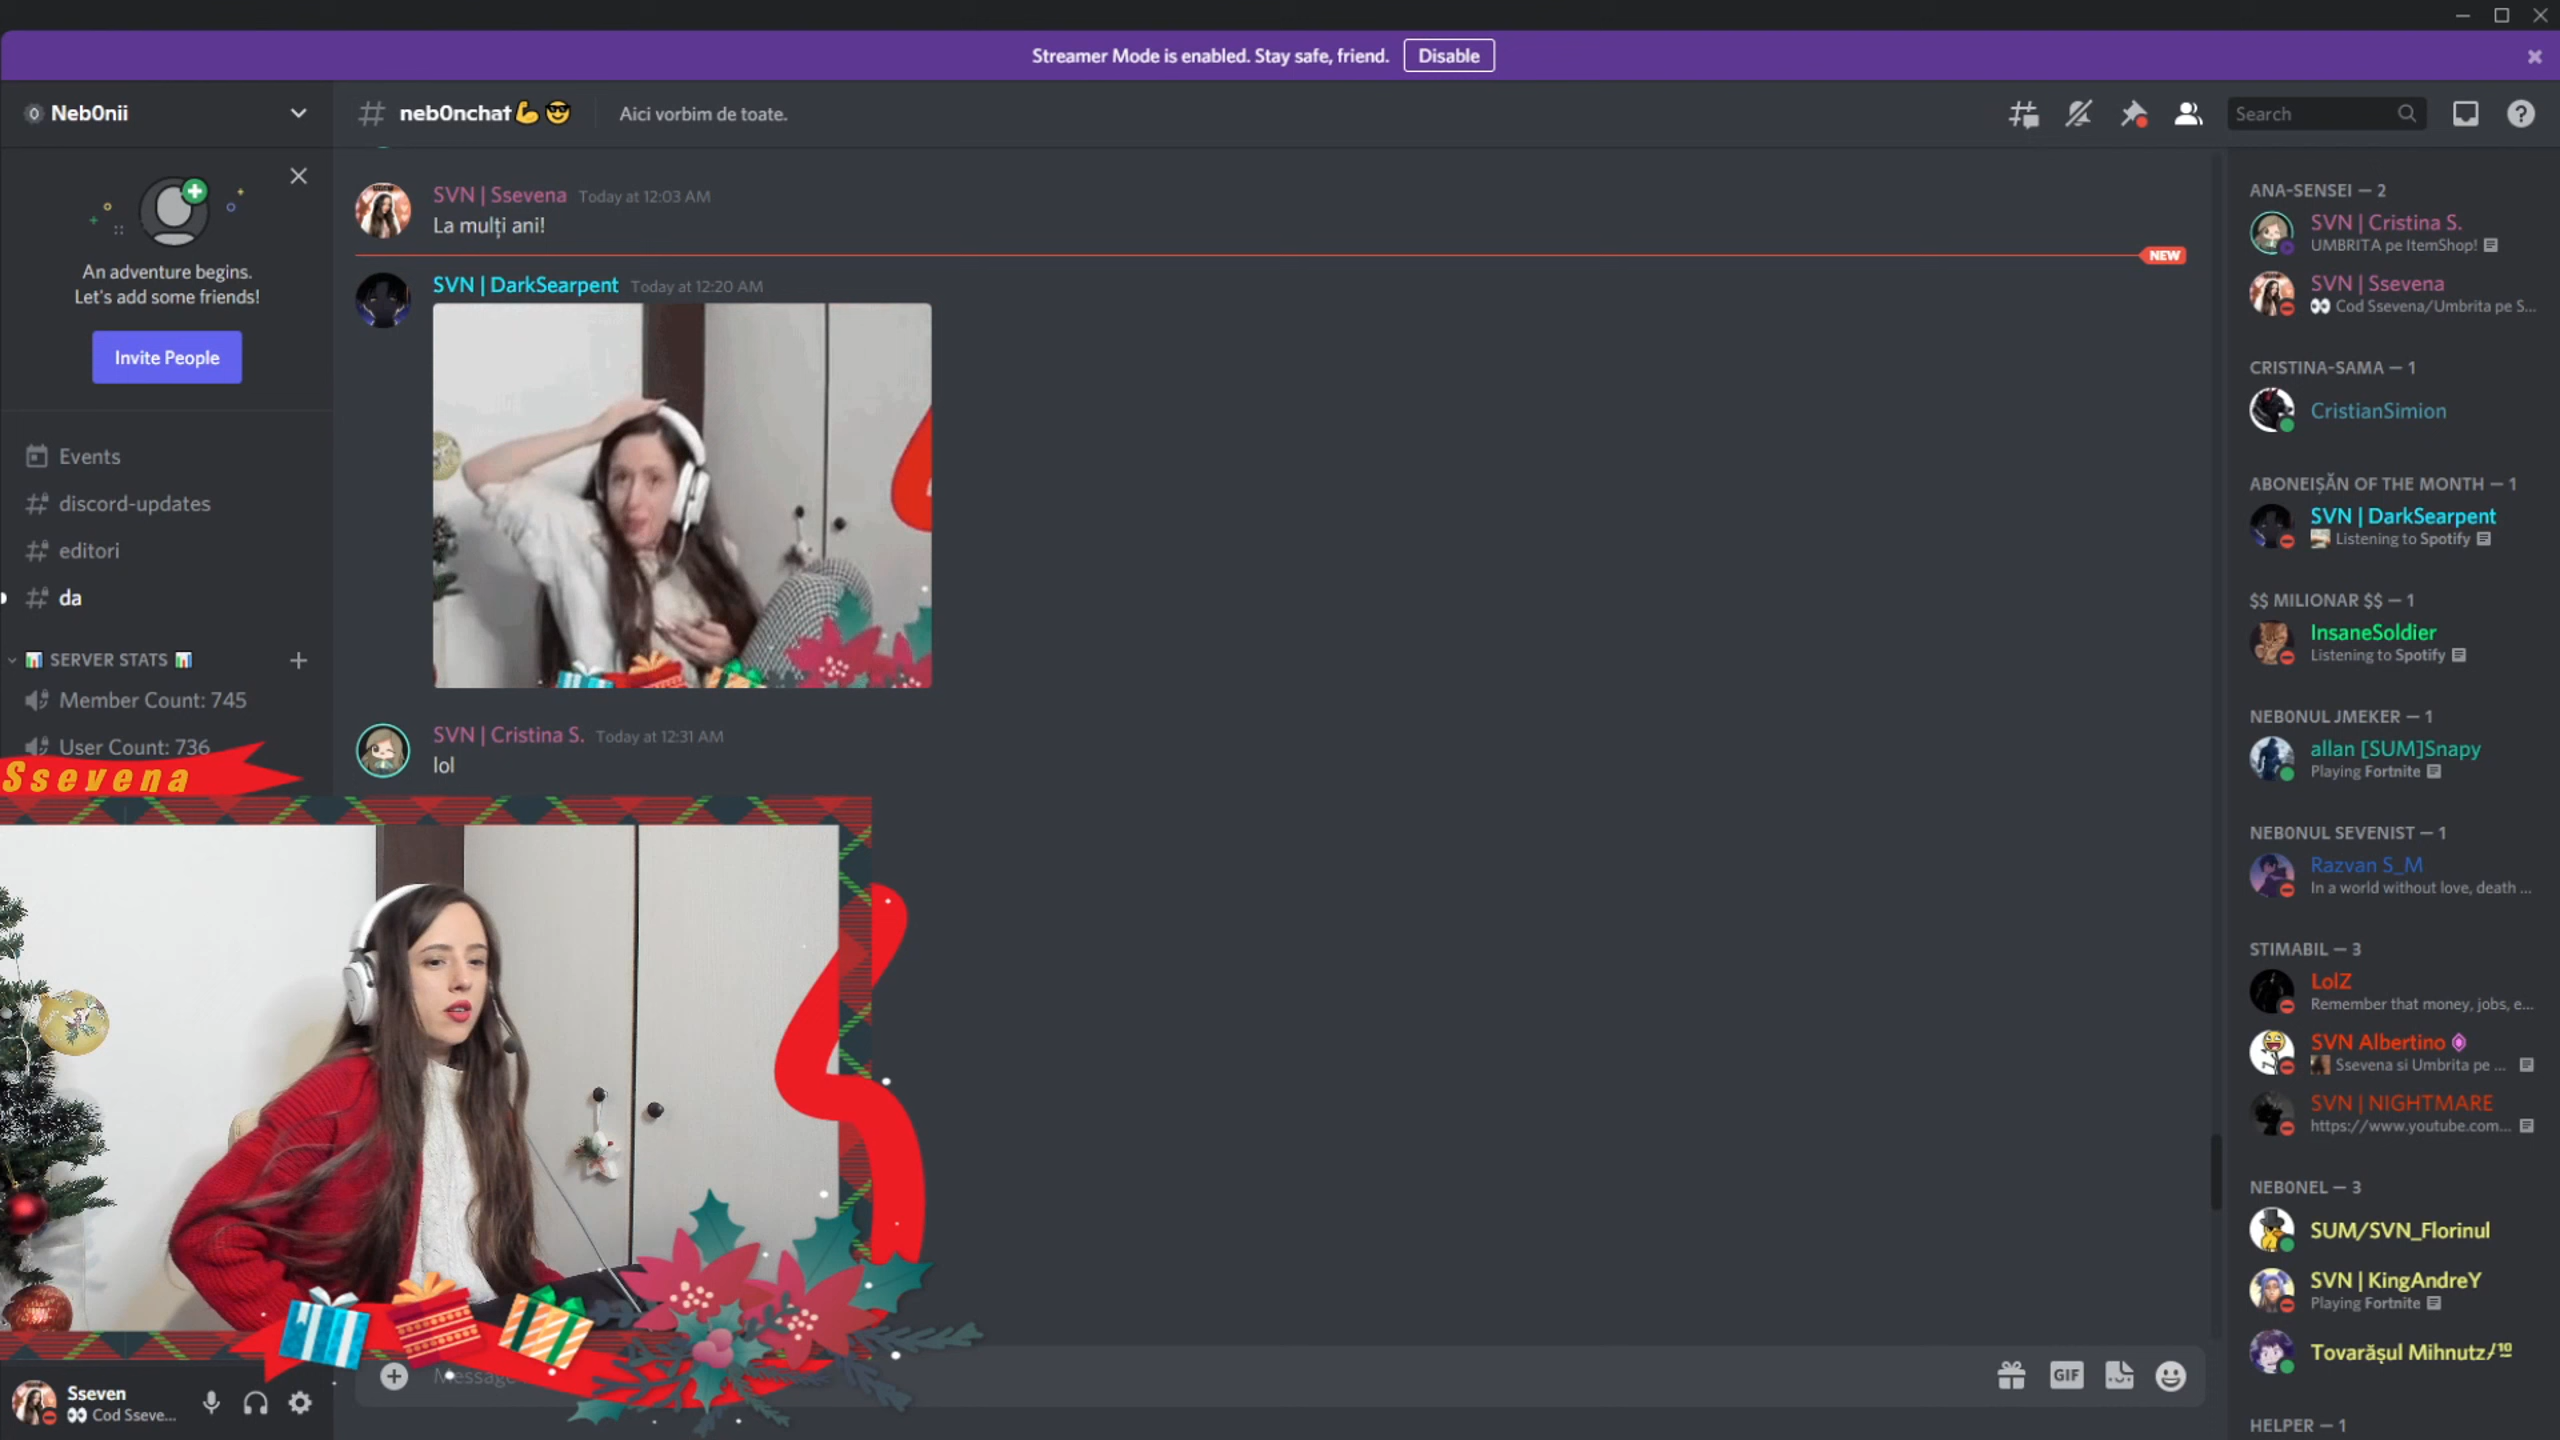 Streamer Mode is enabled. Stay safe, friend. Disable
Neb0nii
neb0nchat💪😎 Aici vorbim de toate.
Search
An adventure begins.
Let's add some friends!
Invite People
Events
discord-updates
editori
da
📊 SERVER STATS 📊
Member Count: 745
User Count: 736
Ssevena
SVN | Ssevena Today at 12:03 AM
La mulți ani!
NEW
SVN | DarkSearpent Today at 12:20 AM
SVN | Cristina S. Today at 12:31 AM
lol
Message
GIF
Sseven
👀 Cod Sseve...
ANA-SENSEI — 2
SVN | Cristina S.
UMBRITA pe ItemShop!
SVN | Ssevena
👀 Cod Ssevena/Umbrita pe S...
CRISTINA-SAMA — 1
CristianSimion
ABONEIȘĂN OF THE MONTH — 1
SVN | DarkSearpent
Listening to Spotify
$$ MILIONAR $$ — 1
InsaneSoldier
Listening to Spotify
NEB0NUL JMEKER — 1
allan [SUM]Snapy
Playing Fortnite
NEB0NUL SEVENIST — 1
Razvan S_M
In a world without love, death ...
STIMABIL — 3
LolZ
Remember that money, jobs, e...
SVN Albertino
Ssevena si Umbrita pe ...
SVN | NIGHTMARE
https://www.youtube.com...
NEB0NEL — 3
SUM/SVN_Florinul
SVN | KingAndreY
Playing Fortnite
Tovarășul Mihnutz
HELPER — 1